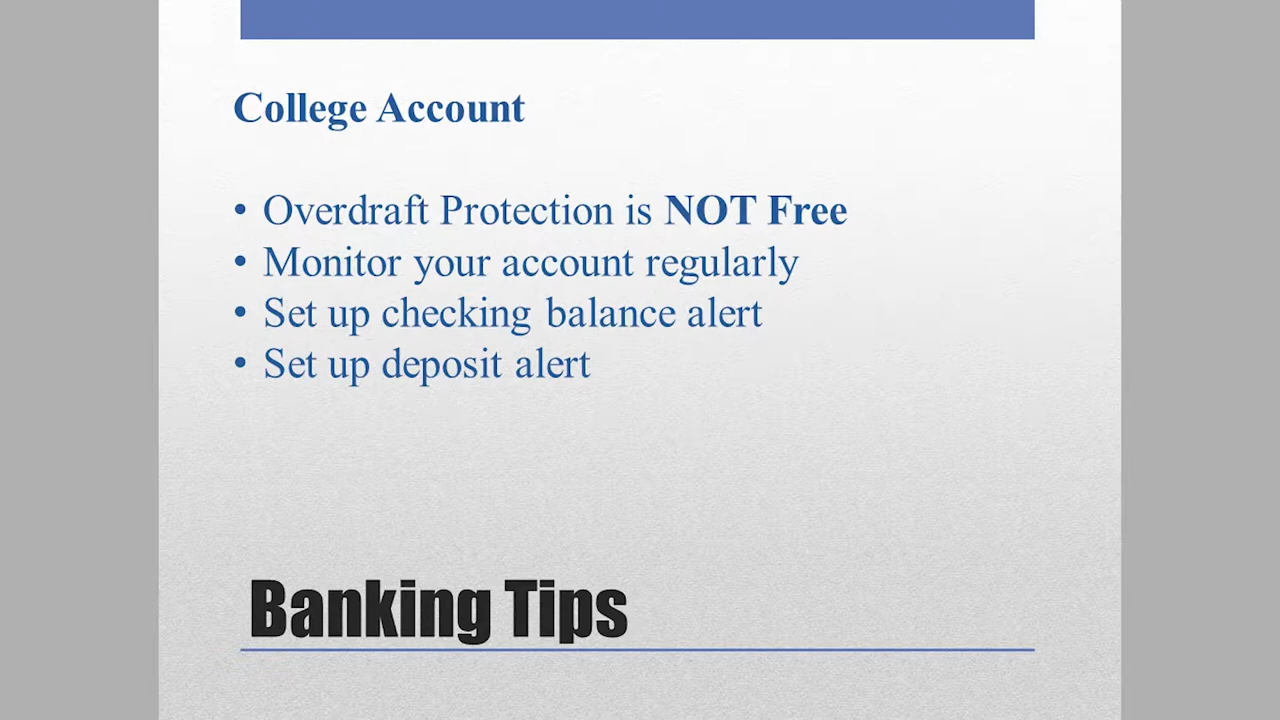 College Account
• Overdraft Protection is NOT Free
• Monitor your account regularly
• Set up checking balance alert
• Set up deposit alert
Banking Tips